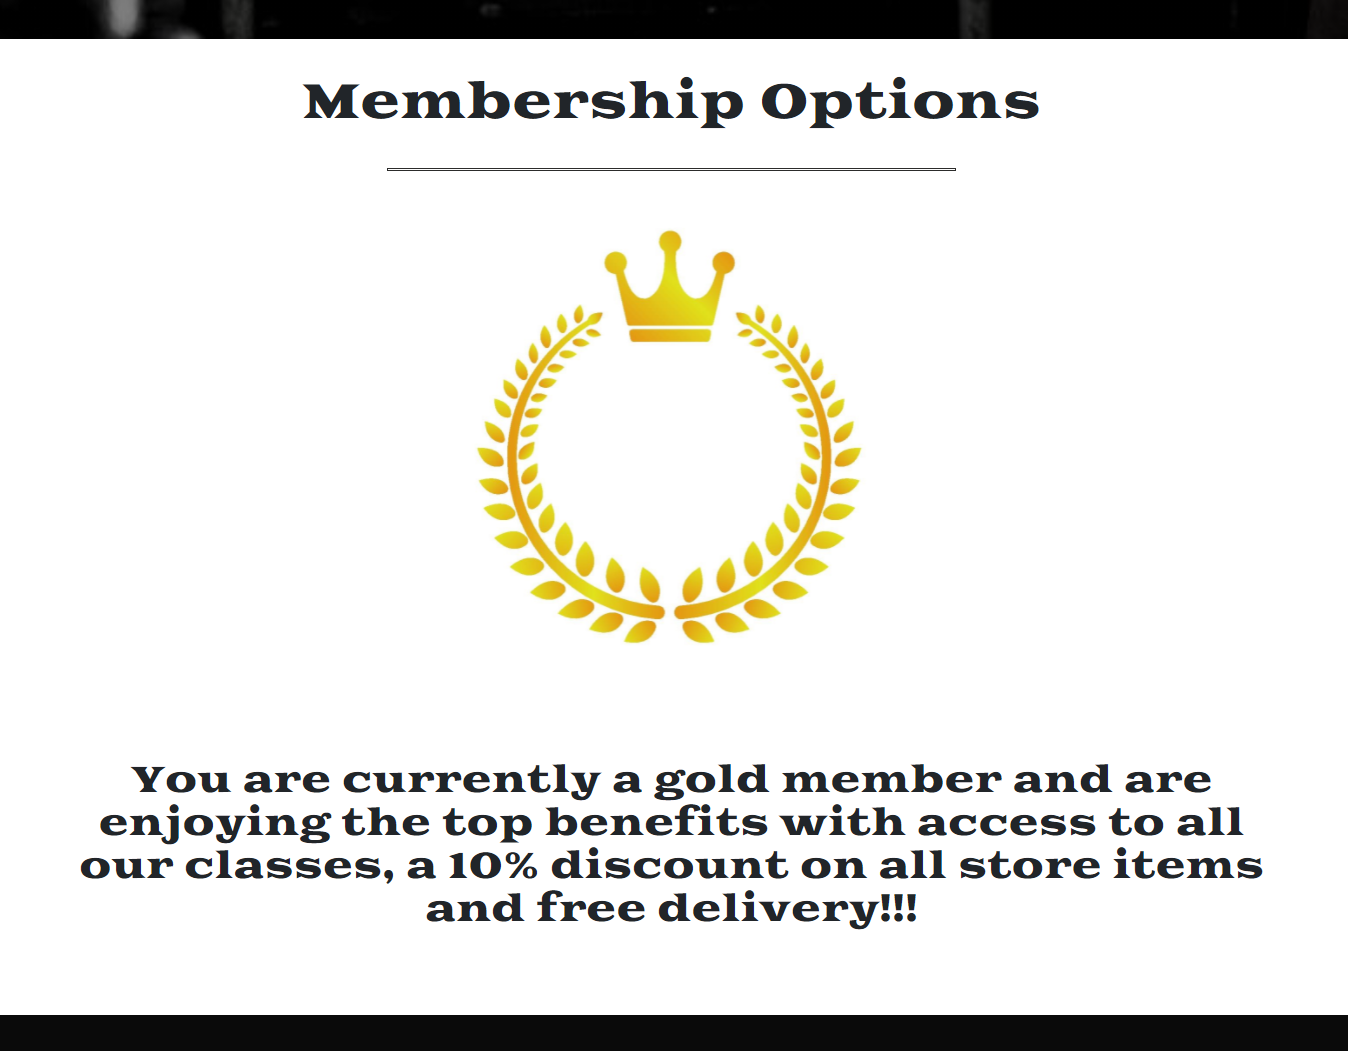 Membership Options
You are currently a gold member and are
enjoying the top benefits with access to all
our classes, a 10% discount on all store items
and free delivery!!!